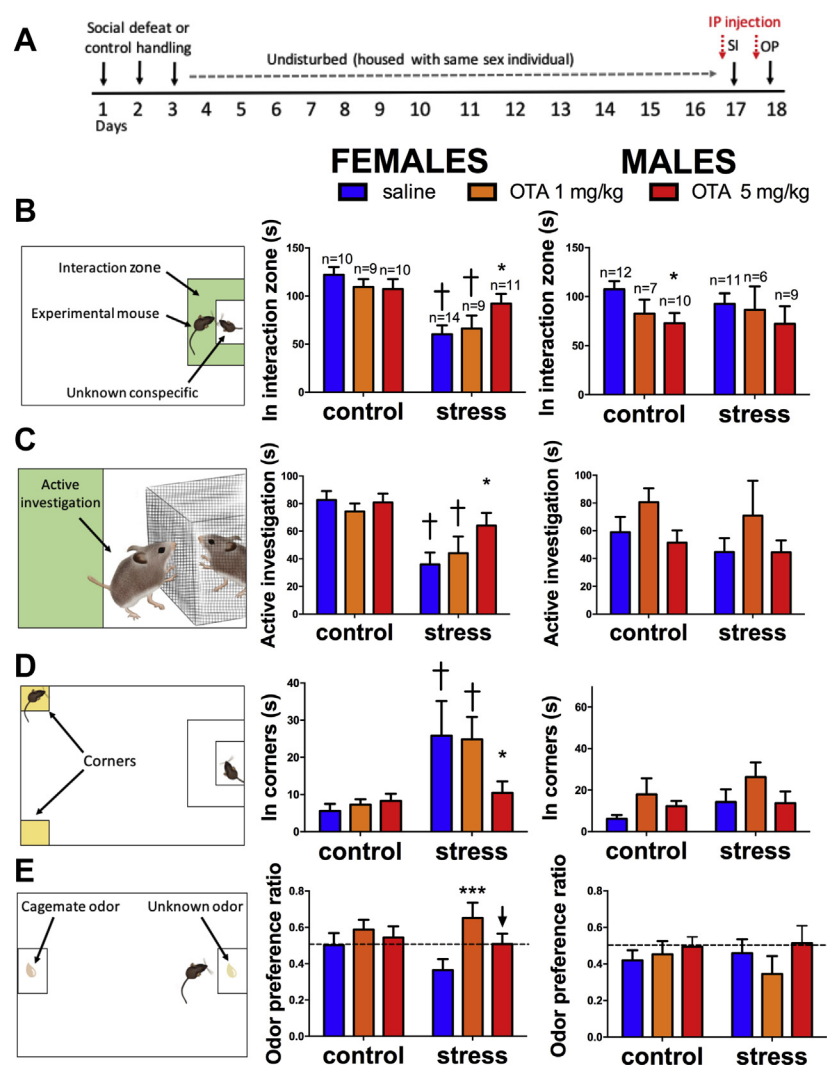 A
Social defeat or
control handling
Undisturbed (housed with same sex individual)
IP injection
SI
OP
1 2 3 4 5 6 7 8 9 10 11 12 13 14 15 16 17 18
Days
FEMALES
MALES
saline
OTA 1 mg/kg
OTA 5 mg/kg
B
Interaction zone
Experimental mouse
Unknown conspecific
In interaction zone (s)
150
100
50
0
n=10
n=9
n=10
†
n=14
†
n=9
*
n=11
control
stress
In interaction zone (s)
150
100
50
0
n=12
n=7
*
n=10
n=11
n=6
n=9
control
stress
C
Active
investigation
Active investigation (s)
100
80
60
40
20
0
†
†
*
control
stress
Active investigation (s)
100
80
60
40
20
0
control
stress
D
Corners
In corners (s)
40
30
20
10
0
†
†
*
control
stress
In corners (s)
60
40
20
0
control
stress
E
Cagemate odor
Unknown odor
Odor preference ratio
0.8
0.6
0.4
0.2
0.0
***
control
stress
Odor preference ratio
0.8
0.6
0.4
0.2
0.0
control
stress